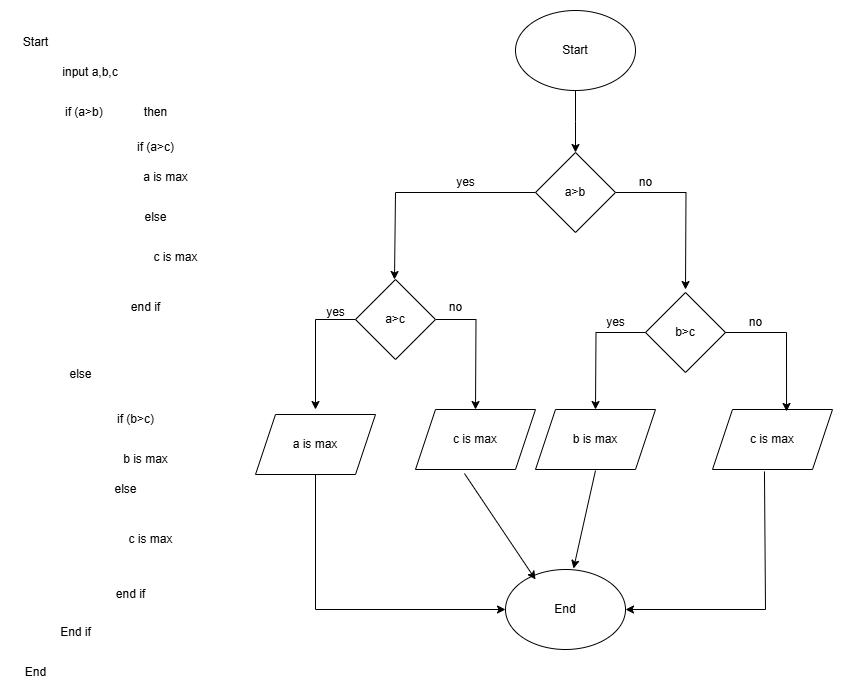 Start
input a,b,c
if (a>b) then
if (a>c)
a is max
else
c is max
end if
else
if (b>c)
b is max
else
c is max
end if
End if
End
Start
a>b
yes
no
a>c
yes
no
b>c
yes
no
a is max
c is max
b is max
c is max
End